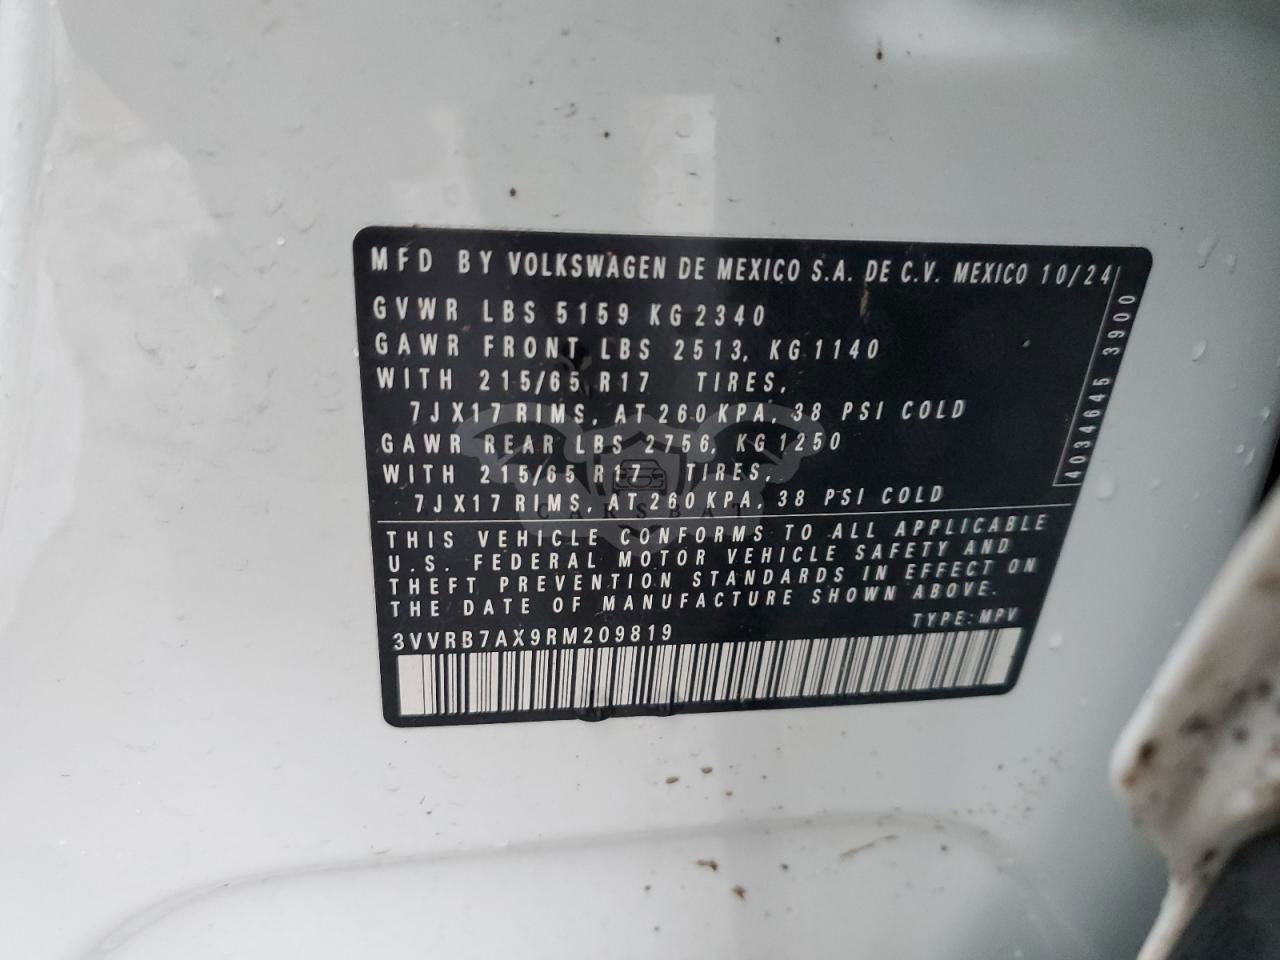 MFD BY VOLKSWAGEN DE MEXICO S.A. DE C.V. MEXICO 10/24
GVWR LBS 5159 KG 2340
GAWR FRONT LBS 2513, KG 1140
WITH 215/65 R17 TIRES,
7JX17 RIMS, AT 260 KPA, 38 PSI COLD
GAWR REAR LBS 2756, KG 1250
WITH 215/65 R17 TIRES,
7JX17 RIMS, AT 260 KPA, 38 PSI COLD
4034645 3900
THIS VEHICLE CONFORMS TO ALL APPLICABLE
U.S. FEDERAL MOTOR VEHICLE SAFETY AND
THEFT PREVENTION STANDARDS IN EFFECT ON
THE DATE OF MANUFACTURE SHOWN ABOVE.
TYPE: MPV
3VVRB7AX9RM209819
CARSBAT